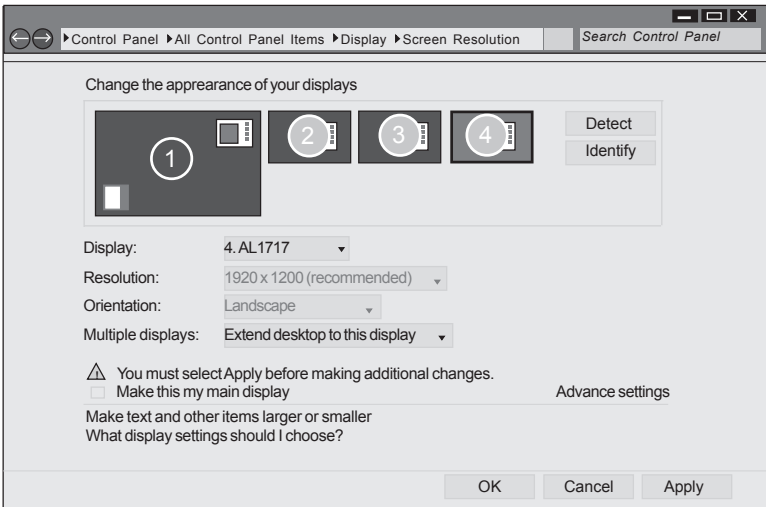 Control Panel All Control Panel Items Display Screen Resolution Search Control Panel
Change the apprearance of your displays
1 2 3 4 Detect
Identify
Display: 4. AL1717
Resolution: 1920 x 1200 (recommended)
Orientation: Landscape
Multiple displays: Extend desktop to this display
You must select Apply before making additional changes.
Make this my main display Advance settings
Make text and other items larger or smaller
What display settings should I choose?
OK Cancel Apply